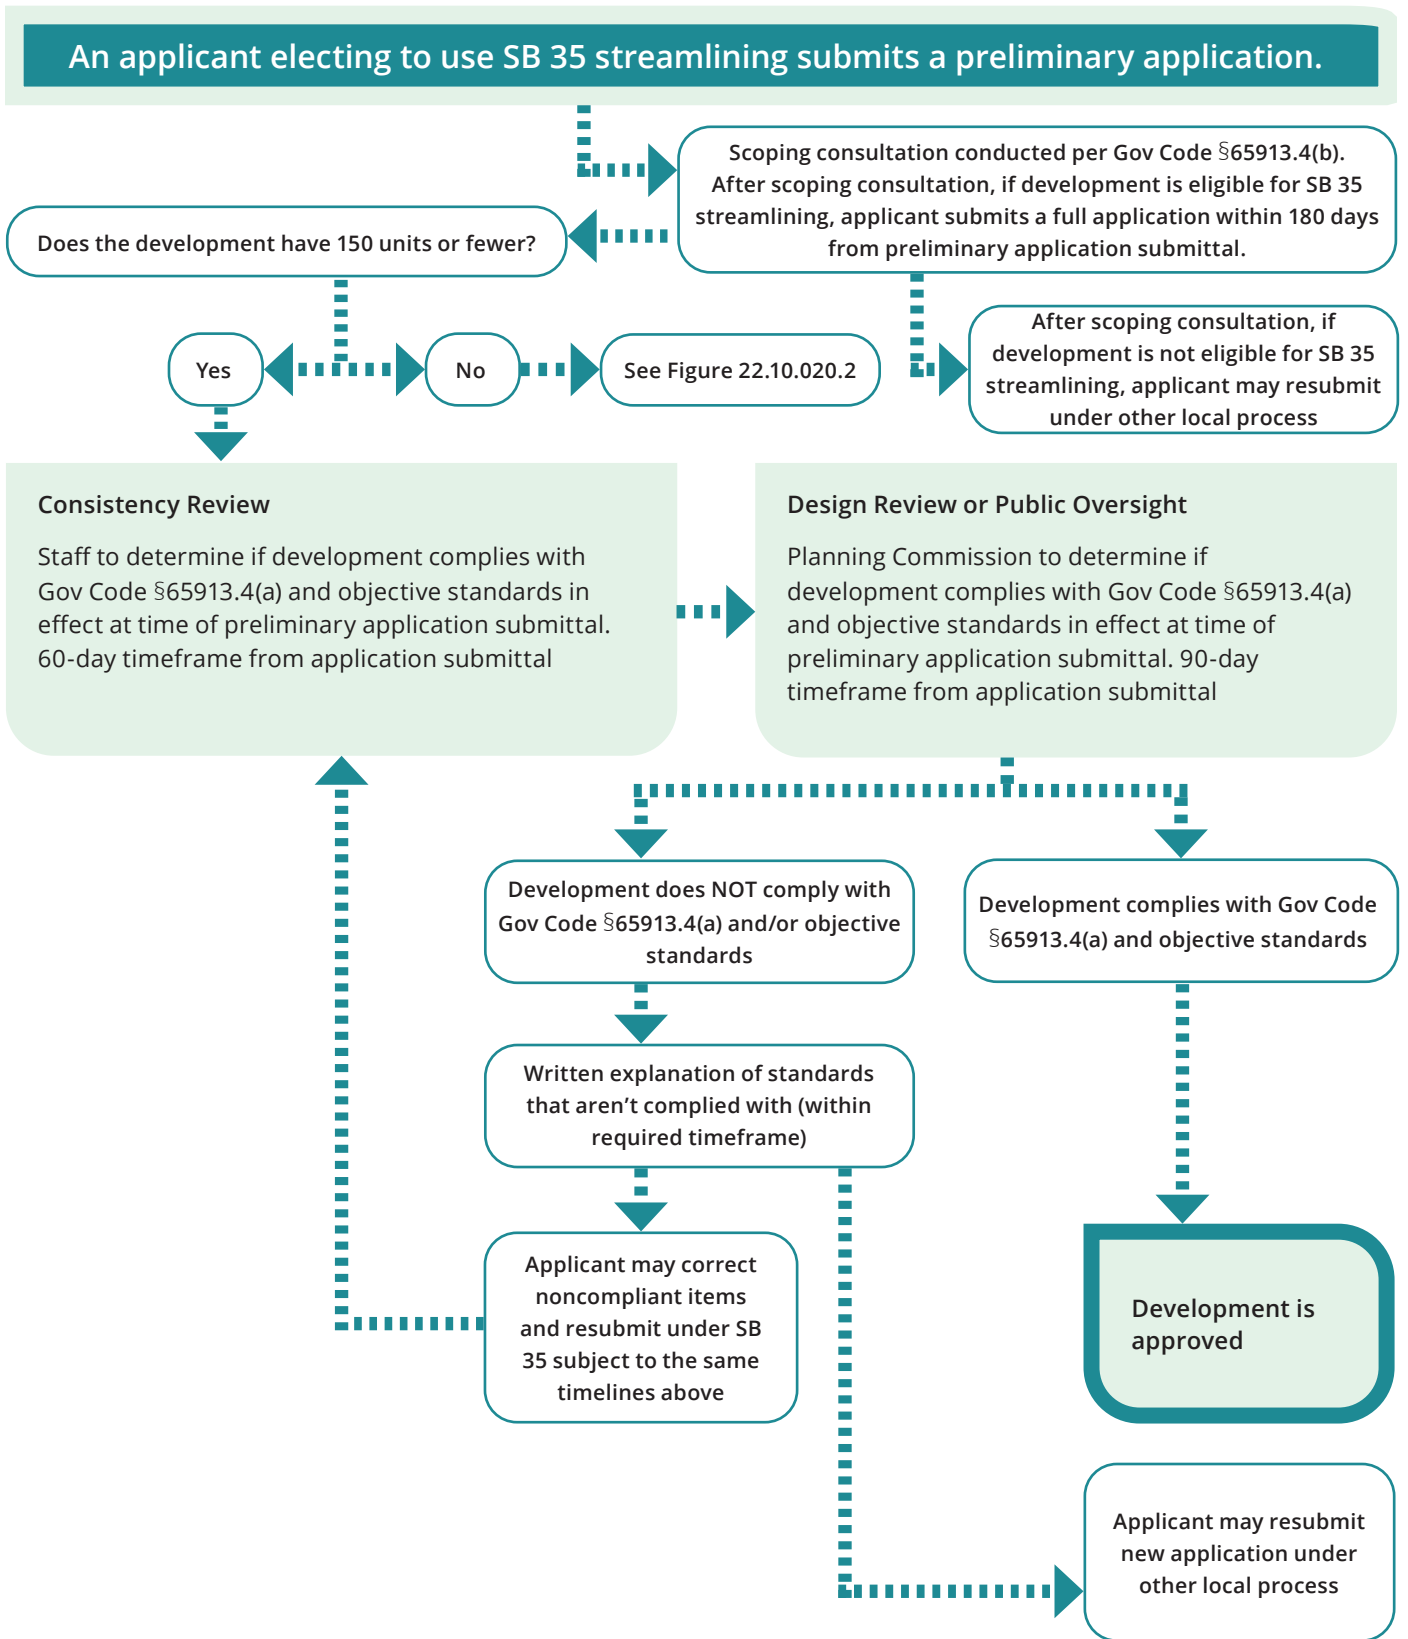 An applicant electing to use SB 35 streamlining submits a preliminary application.
Scoping consultation conducted per Gov Code §65913.4(b).
After scoping consultation, if development is eligible for SB 35
streamlining, applicant submits a full application within 180 days
from preliminary application submittal.
Does the development have 150 units or fewer?
After scoping consultation, if
development is not eligible for SB 35
streamlining, applicant may resubmit
under other local process
Yes
No
See Figure 22.10.020.2
Consistency Review
Staff to determine if development complies with
Gov Code §65913.4(a) and objective standards in
effect at time of preliminary application submittal.
60-day timeframe from application submittal
Design Review or Public Oversight
Planning Commission to determine if
development complies with Gov Code §65913.4(a)
and objective standards in effect at time of
preliminary application submittal. 90-day
timeframe from application submittal
Development does NOT comply with
Gov Code §65913.4(a) and/or objective
standards
Development complies with Gov Code
§65913.4(a) and objective standards
Written explanation of standards
that aren't complied with (within
required timeframe)
Applicant may correct
noncompliant items
and resubmit under SB
35 subject to the same
timelines above
Development is
approved
Applicant may resubmit
new application under
other local process